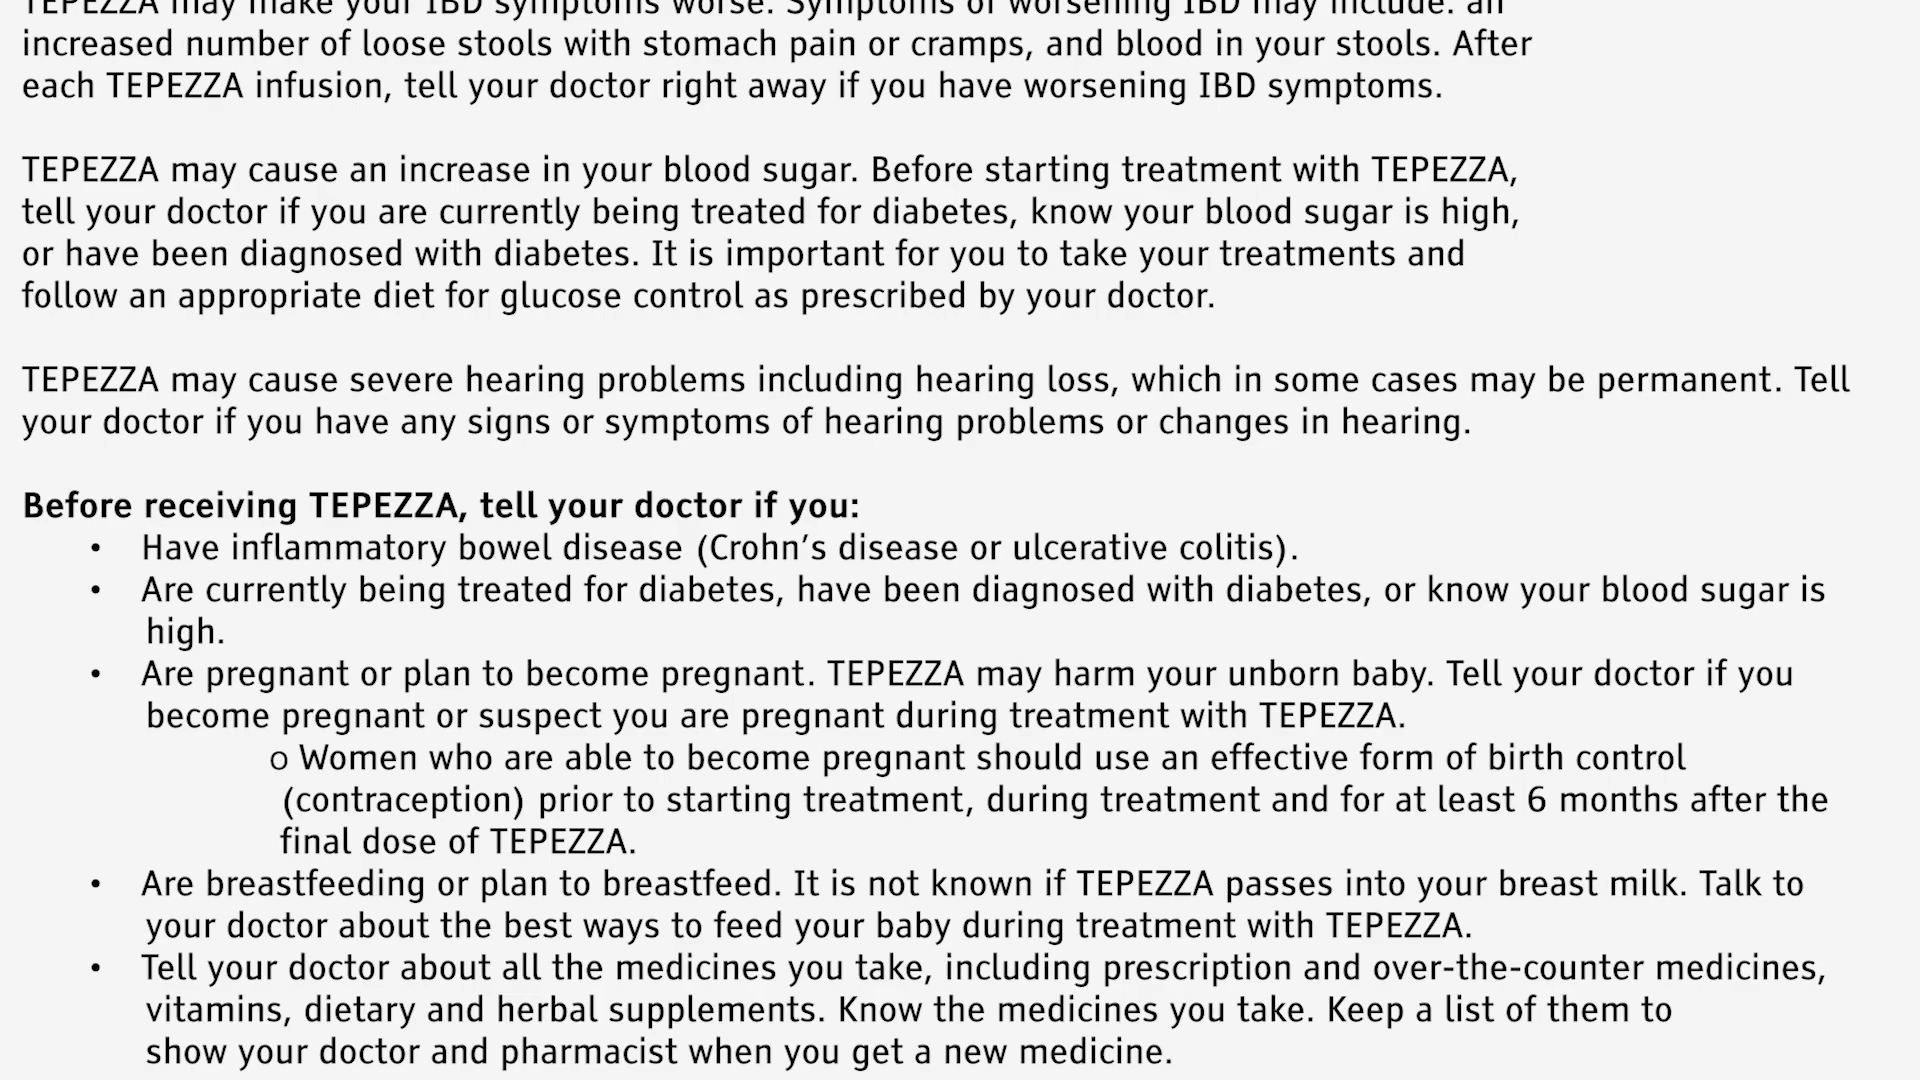 TEPEZZA may make your IBD symptoms worse. Symptoms of worsening IBD may include: an
increased number of loose stools with stomach pain or cramps, and blood in your stools. After
each TEPEZZA infusion, tell your doctor right away if you have worsening IBD symptoms.
TEPEZZA may cause an increase in your blood sugar. Before starting treatment with TEPEZZA,
tell your doctor if you are currently being treated for diabetes, know your blood sugar is high,
or have been diagnosed with diabetes. It is important for you to take your treatments and
follow an appropriate diet for glucose control as prescribed by your doctor.
TEPEZZA may cause severe hearing problems including hearing loss, which in some cases may be permanent. Tell
your doctor if you have any signs or symptoms of hearing problems or changes in hearing.
Before receiving TEPEZZA, tell your doctor if you:
• Have inflammatory bowel disease (Crohn’s disease or ulcerative colitis).
• Are currently being treated for diabetes, have been diagnosed with diabetes, or know your blood sugar is
high.
• Are pregnant or plan to become pregnant. TEPEZZA may harm your unborn baby. Tell your doctor if you
become pregnant or suspect you are pregnant during treatment with TEPEZZA.
o Women who are able to become pregnant should use an effective form of birth control
(contraception) prior to starting treatment, during treatment and for at least 6 months after the
final dose of TEPEZZA.
• Are breastfeeding or plan to breastfeed. It is not known if TEPEZZA passes into your breast milk. Talk to
your doctor about the best ways to feed your baby during treatment with TEPEZZA.
• Tell your doctor about all the medicines you take, including prescription and over-the-counter medicines,
vitamins, dietary and herbal supplements. Know the medicines you take. Keep a list of them to
show your doctor and pharmacist when you get a new medicine.